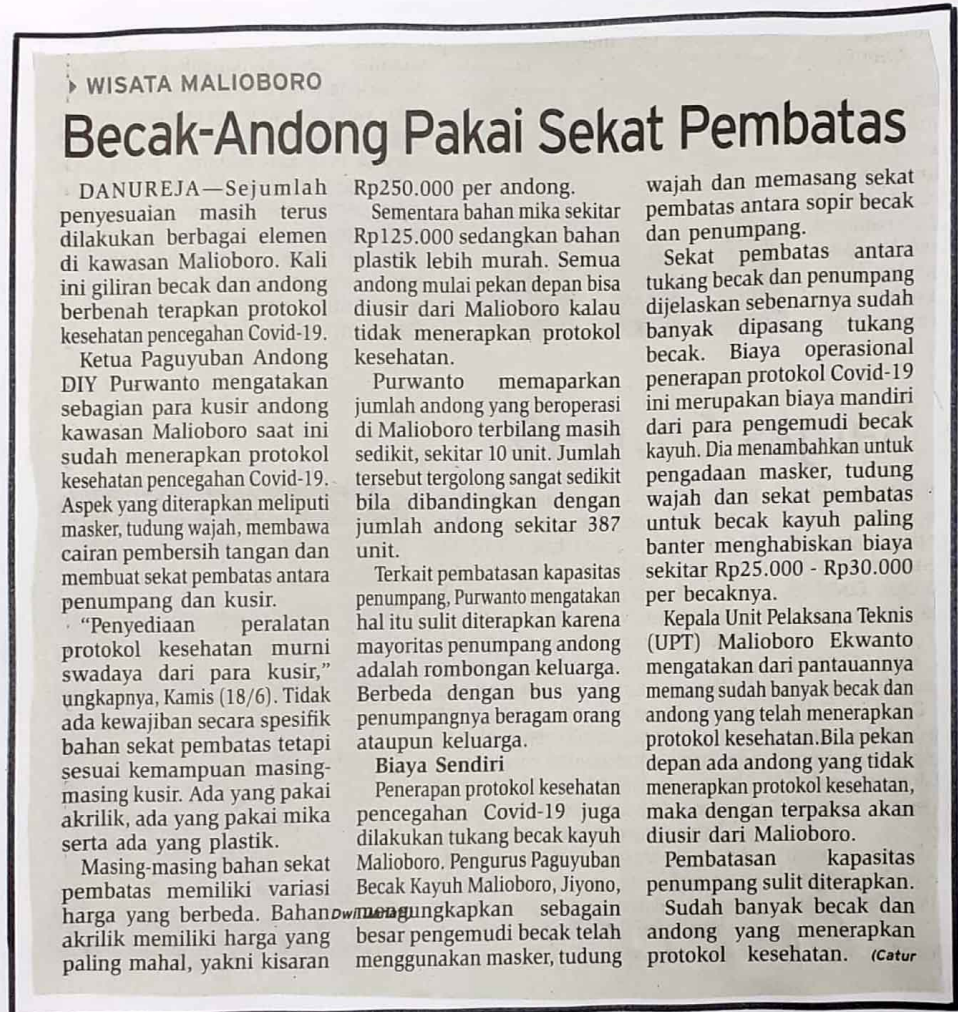 WISATA MALIOBORO
Becak-Andong Pakai Sekat Pembatas
DANUREJA—Sejumlah
penyesuaian masih terus
dilakukan berbagai elemen
di kawasan Malioboro. Kali
ini giliran becak dan andong
berbenah terapkan protokol
kesehatan pencegahan Covid-19.
Ketua Paguyuban Andong
DIY Purwanto mengatakan
sebagian para kusir andong
kawasan Malioboro saat ini
sudah menerapkan protokol
kesehatan pencegahan Covid-19.
Aspek yang diterapkan meliputi
masker, tudung wajah, membawa
cairan pembersih tangan dan
membuat sekat pembatas antara
penumpang dan kusir.
“Penyediaan peralatan
protokol kesehatan murni
swadaya dari para kusir,”
ungkapnya, Kamis (18/6). Tidak
ada kewajiban secara spesifik
bahan sekat pembatas tetapi
sesuai kemampuan masing-
masing kusir. Ada yang pakai
akrilik, ada yang pakai mika
serta ada yang plastik.
Masing-masing bahan sekat
pembatas memiliki variasi
harga yang berbeda. Bahan
akrilik memiliki harga yang
paling mahal, yakni kisaran
Rp250.000 per andong.
Sementara bahan mika sekitar
Rp125.000 sedangkan bahan
plastik lebih murah. Semua
andong mulai pekan depan bisa
diusir dari Malioboro kalau
tidak menerapkan protokol
kesehatan.
Purwanto memaparkan
jumlah andong yang beroperasi
di Malioboro terbilang masih
sedikit, sekitar 10 unit. Jumlah
tersebut tergolong sangat sedikit
bila dibandingkan dengan
jumlah andong sekitar 387
unit.
Terkait pembatasan kapasitas
penumpang, Purwanto mengatakan
hal itu sulit diterapkan karena
mayoritas penumpang andong
adalah rombongan keluarga.
Berbeda dengan bus yang
penumpangnya beragam orang
ataupun keluarga.
Biaya Sendiri
Penerapan protokol kesehatan
pencegahan Covid-19 juga
dilakukan tukang becak kayuh
Malioboro. Pengurus Paguyuban
Becak Kayuh Malioboro, Jiyono,
mengungkapkan sebagain
besar pengemudi becak telah
menggunakan masker, tudung
wajah dan memasang sekat
pembatas antara sopir becak
dan penumpang.
Sekat pembatas antara
tukang becak dan penumpang
dijelaskan sebenarnya sudah
banyak dipasang tukang
becak. Biaya operasional
penerapan protokol Covid-19
ini merupakan biaya mandiri
dari para pengemudi becak
kayuh. Dia menambahkan untuk
pengadaan masker, tudung
wajah dan sekat pembatas
untuk becak kayuh paling
banter menghabiskan biaya
sekitar Rp25.000 - Rp30.000
per becaknya.
Kepala Unit Pelaksana Teknis
(UPT) Malioboro Ekwanto
mengatakan dari pantauannya
memang sudah banyak becak dan
andong yang telah menerapkan
protokol kesehatan.Bila pekan
depan ada andong yang tidak
menerapkan protokol kesehatan,
maka dengan terpaksa akan
diusir dari Malioboro.
Pembatasan kapasitas
penumpang sulit diterapkan.
Sudah banyak becak dan
andong yang menerapkan
protokol kesehatan. (Catur
Dwi